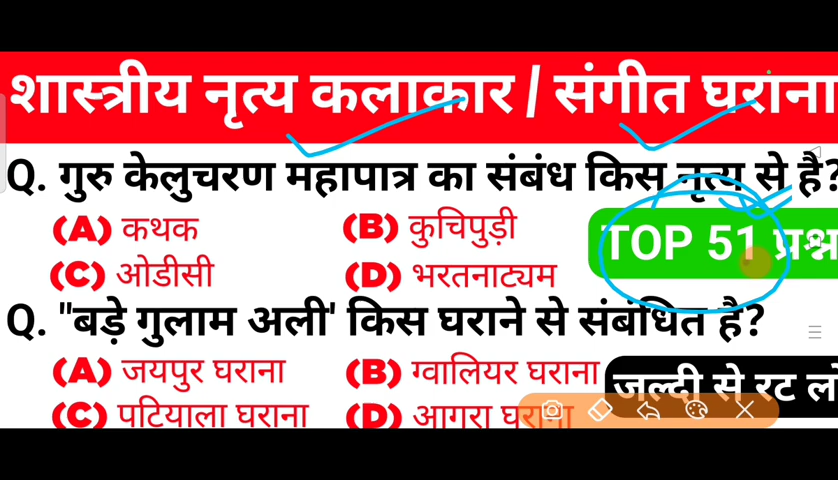 शास्त्रीय नृत्य कलाकार / संगीत घराना
Q. गुरु केलुचरण महापात्र का संबंध किस नृत्य से है?
(A) कथक (B) कुचिपुड़ी
(C) ओडीसी (D) भरतनाट्यम
TOP 51 प्रश्न
Q. "बड़े गुलाम अली' किस घराने से संबंधित है?
(A) जयपुर घराना (B) ग्वालियर घराना
(C) पटियाला घराना (D) आगरा घराना
जल्दी से रट लो